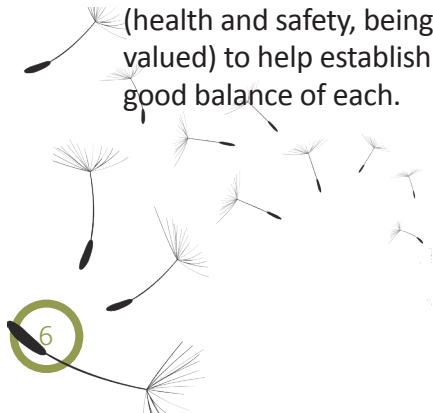 (health and safety, being
valued) to help establish
good balance of each.
6